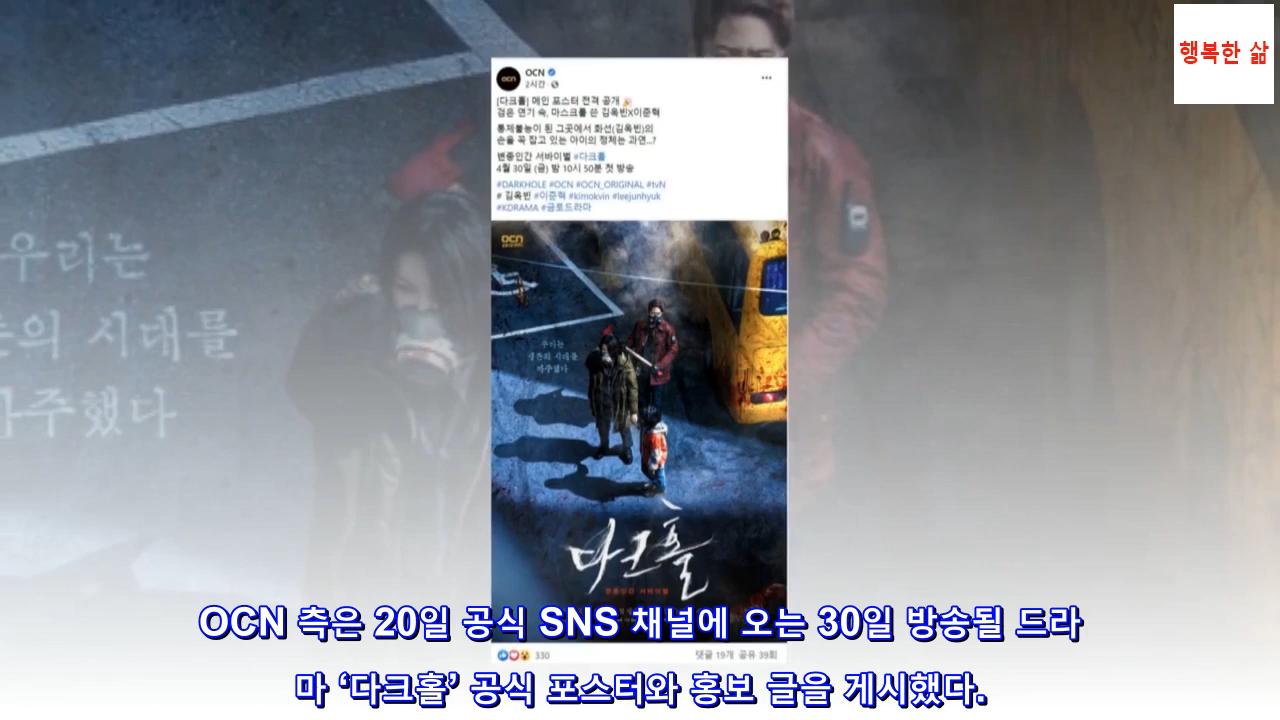 행복한 삶
OCN
2시간
[다크홀] 메인 포스터 전격 공개
검은 연기 속, 마스크를 쓴 김옥빈X이준혁
통제불능이 된 그곳에서 화선(김옥빈)의
손을 꼭 잡고 있는 아이의 정체는 과연...?
변종인간 서바이벌 #다크홀
4월 30일 (금) 밤 10시 50분 첫 방송
#DARKHOLE #OCN #OCN_ORIGINAL #tvN
# 김옥빈 #이준혁 #kimokvin #leejunhyuk
#KDRAMA #금토드라마
우리는
존의 시대를
마주했다
OCN
우리는
생존의 시대를
마주했다
다크홀
변종인간 서바이벌
330
댓글 19개 공유 39회
OCN 측은 20일 공식 SNS 채널에 오는 30일 방송될 드라
마 ‘다크홀’ 공식 포스터와 홍보 글을 게시했다.